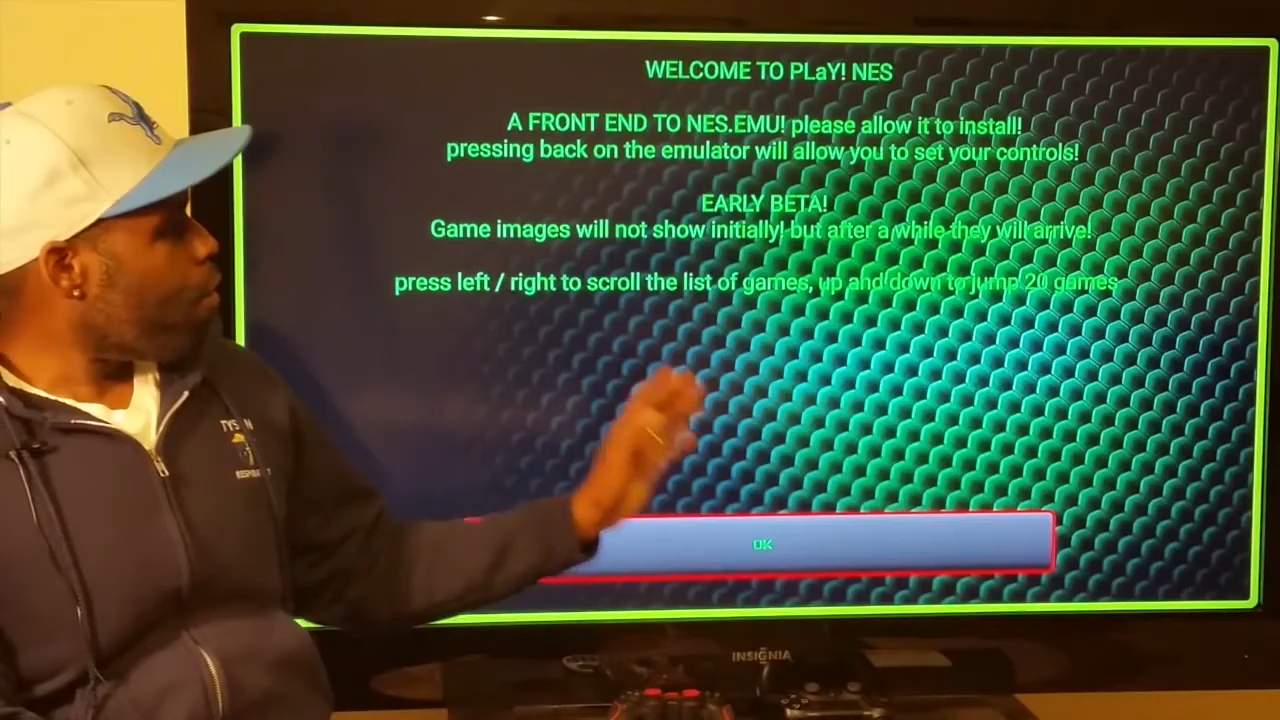 WELCOME TO PLaY! NES
A FRONT END TO NES.EMU! please allow it to install!
pressing back on the emulator will allow you to set your controls!
EARLY BETA!
Game images will not show initially! but after a while they will arrive!
press left / right to scroll the list of games, up and down to jump 20 games
OK
INSIGNIA